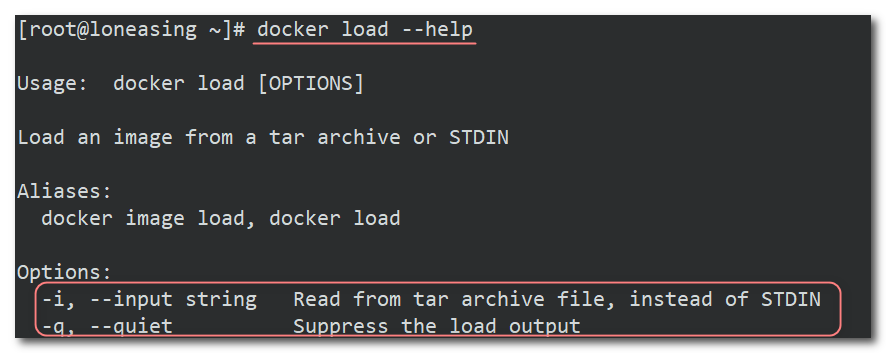 [root@loneasing ~]# docker load --help
Usage:  docker load [OPTIONS]
Load an image from a tar archive or STDIN
Aliases:
  docker image load, docker load
Options:
  -i, --input string   Read from tar archive file, instead of STDIN
  -q, --quiet          Suppress the load output